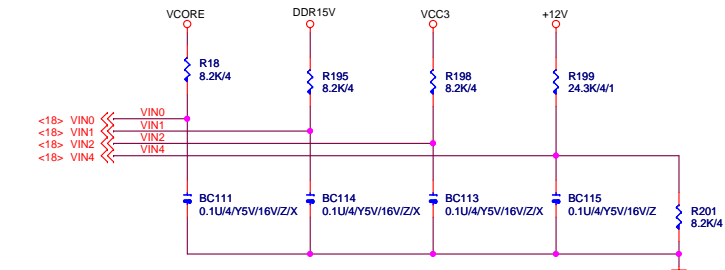 VCORE
DDR15V
VCC3
+12V
R18
8.2K/4
R195
8.2K/4
R198
8.2K/4
R199
24.3K/4/1
<18> VIN0
VIN0
<18> VIN1
VIN1
<18> VIN2
VIN2
<18> VIN4
VIN4
BC111
0.1U/4/Y5V/16V/Z/X
BC114
0.1U/4/Y5V/16V/Z/X
BC113
0.1U/4/Y5V/16V/Z/X
BC115
0.1U/4/Y5V/16V/Z
R201
8.2K/4